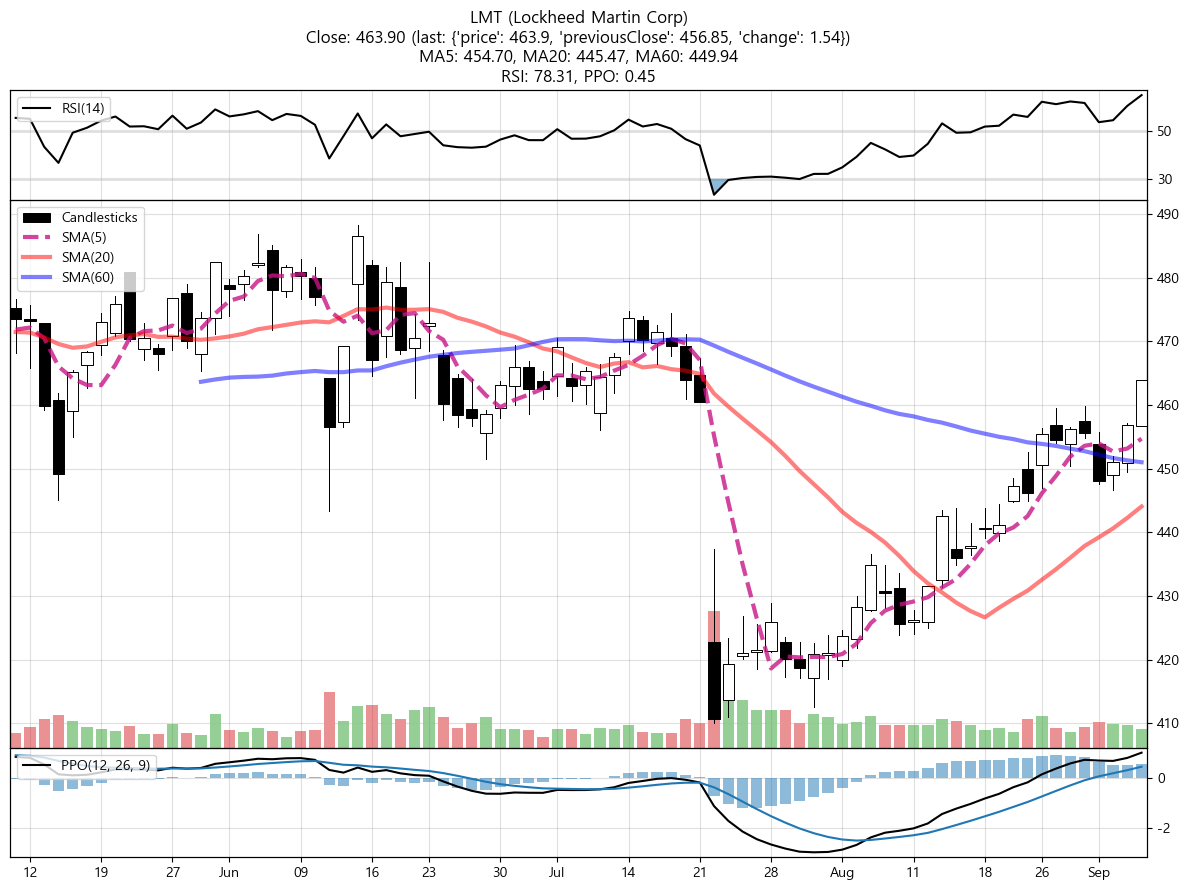 LMT (Lockheed Martin Corp)
Close: 463.90 (last: {'price': 463.9, 'previousClose': 456.85, 'change': 1.54})
MA5: 454.70, MA20: 445.47, MA60: 449.94
RSI: 78.31, PPO: 0.45
RSI(14)
50
30
Candlesticks
SMA(5)
SMA(20)
SMA(60)
490
480
470
460
450
440
430
420
410
PPO(12, 26, 9)
0
-2
12 19 27 Jun 09 16 23 Jul 14 21 28 Aug 11 18 26 Sep